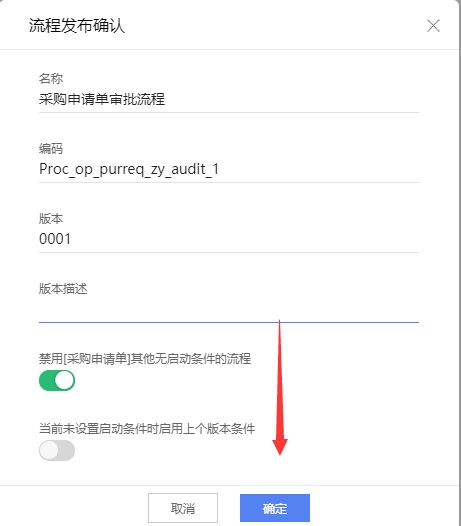 流程发布确认
名称
采购申请单审批流程
编码
Proc_op_purreq_zy_audit_1
版本
0001
版本描述
禁用[采购申请单]其他无启动条件的流程
当前未设置启动条件时启用上个版本条件
取消
确定